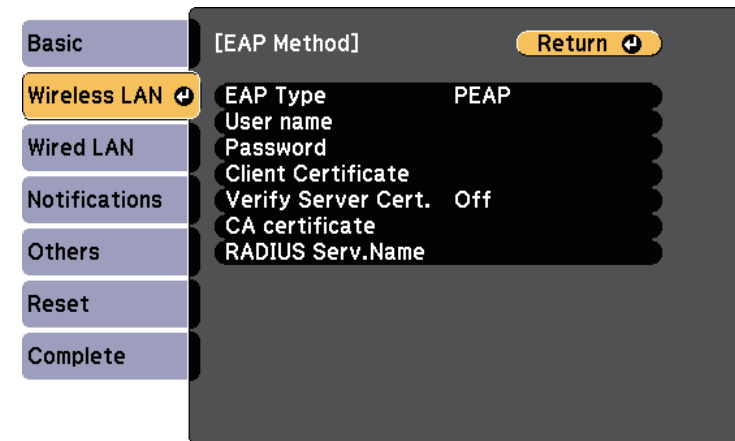 Basic
Wireless LAN
Wired LAN
Notifications
Others
Reset
Complete
[EAP Method]
Return
EAP Type PEAP
User name
Password
Client Certificate
Verify Server Cert. Off
CA certificate
RADIUS Serv.Name